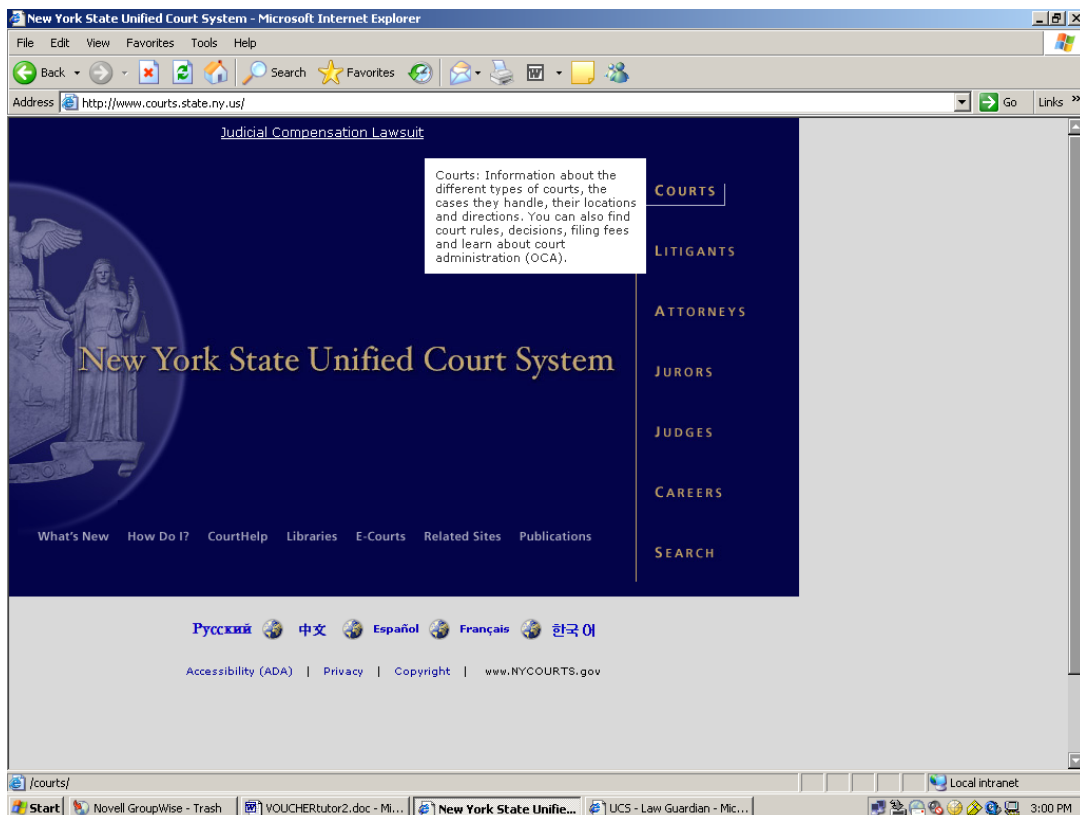 New York State Unified Court System - Microsoft Internet Explorer
File Edit View Favorites Tools Help
Back Search Favorites
Address http://www.courts.state.ny.us/ Go Links »
Judicial Compensation Lawsuit
Courts: Information about the
different types of courts, the
cases they handle, their locations
and directions. You can also find
court rules, decisions, filing fees
and learn about court
administration (OCA).
COURTS
LITIGANTS
ATTORNEYS
New York State Unified Court System
JURORS
JUDGES
CAREERS
What's New How Do I? CourtHelp Libraries E-Courts Related Sites Publications
SEARCH
Русский 中文 Español Français 한국어
Accessibility (ADA) | Privacy | Copyright | www.NYCOURTS.gov
/courts/ Local intranet
Start Novell GroupWise - Trash VOUCHERtutor2.doc - Mi... New York State Unifie... UCS - Law Guardian - Mic... 3:00 PM